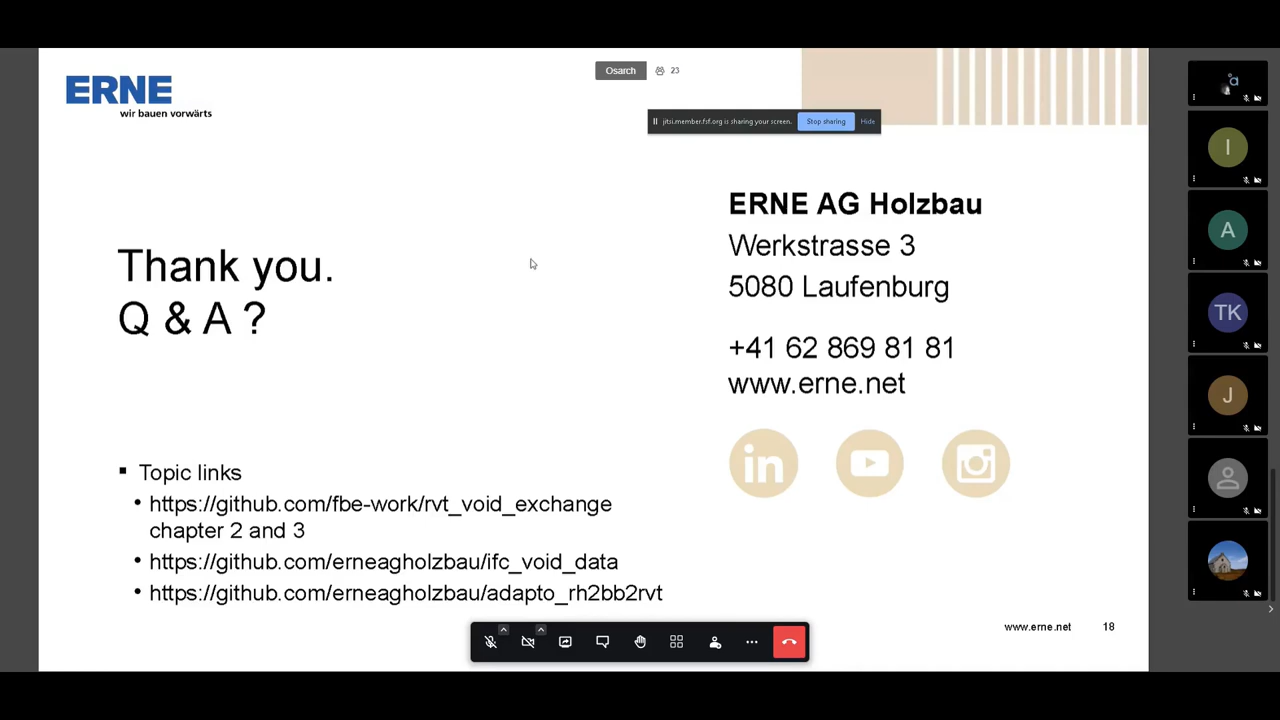 ERNE
wir bauen vorwärts
Osarch 23
jitsi.member.fsf.org is sharing your screen. Stop sharing Hide
Thank you.
Q & A ?
ERNE AG Holzbau
Werkstrasse 3
5080 Laufenburg
+41 62 869 81 81
www.erne.net
in
▪ Topic links
• https://github.com/fbe-work/rvt_void_exchange
chapter 2 and 3
• https://github.com/erneagholzbau/ifc_void_data
• https://github.com/erneagholzbau/adapto_rh2bb2rvt
www.erne.net 18
a
I
A
TK
J